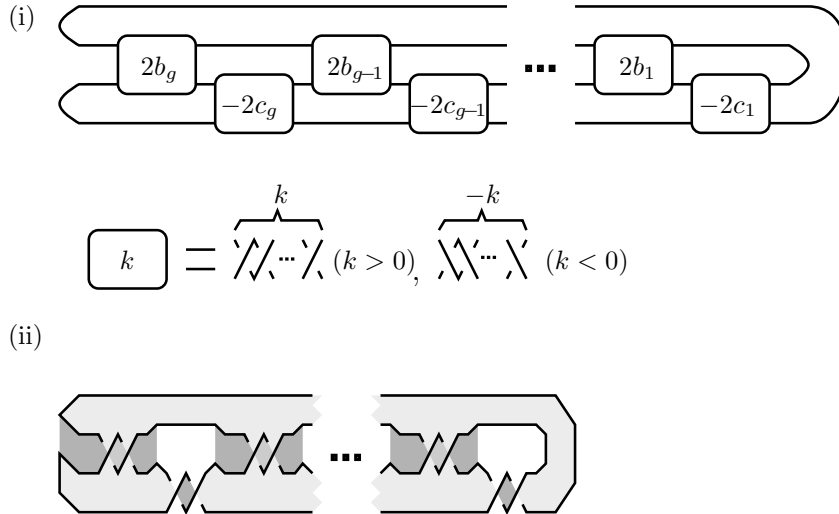 (i)
2b_g 2b_{g-1} ... 2b_1
-2c_g -2c_{g-1} -2c_1
k -k
k = ... (k > 0), ... (k < 0)
(ii)
...